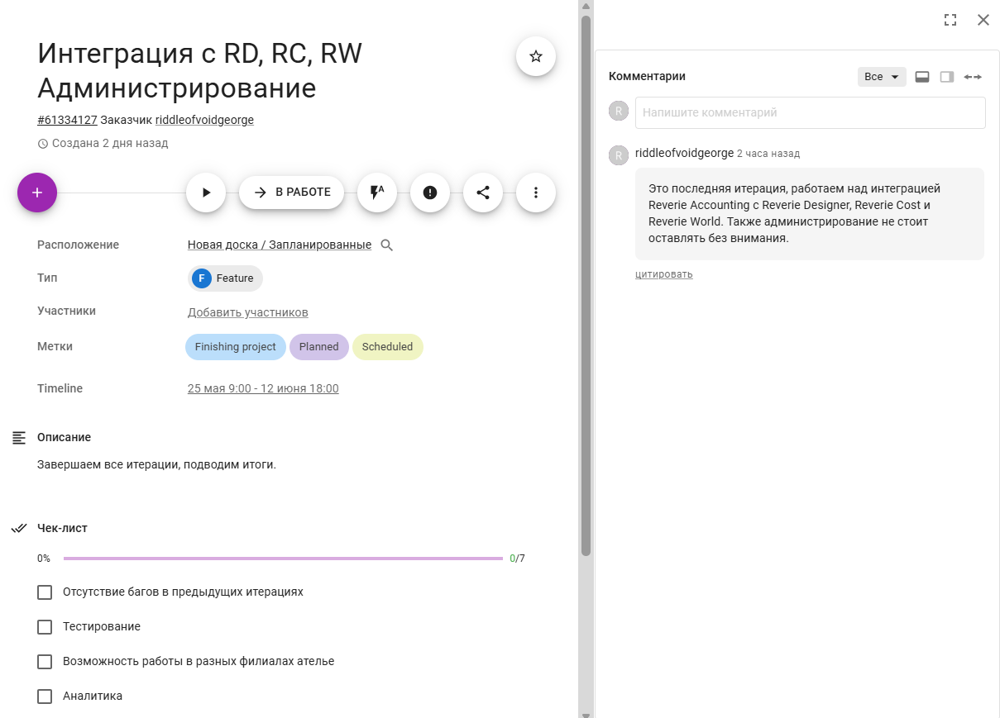 Интеграция с RD, RC, RW
Администрирование
#61334127 Заказчик riddleofvoidgeorge
Создана 2 дня назад
+
В РАБОТЕ
A
Расположение
Новая доска / Запланированные
Тип
F Feature
Участники
Добавить участников
Метки
Finishing project
Planned
Scheduled
Timeline
25 мая 9:00 - 12 июня 18:00
Описание
Завершаем все итерации, подводим итоги.
Чек-лист
0%
0/7
Отсутствие багов в предыдущих итерациях
Тестирование
Возможность работы в разных филиалах ателье
Аналитика
Комментарии
Все
R
Напишите комментарий
R
riddleofvoidgeorge 2 часа назад
Это последняя итерация, работаем над интеграцией
Reverie Accounting с Reverie Designer, Reverie Cost и
Reverie World. Также администрирование не стоит
оставлять без внимания.
цитировать